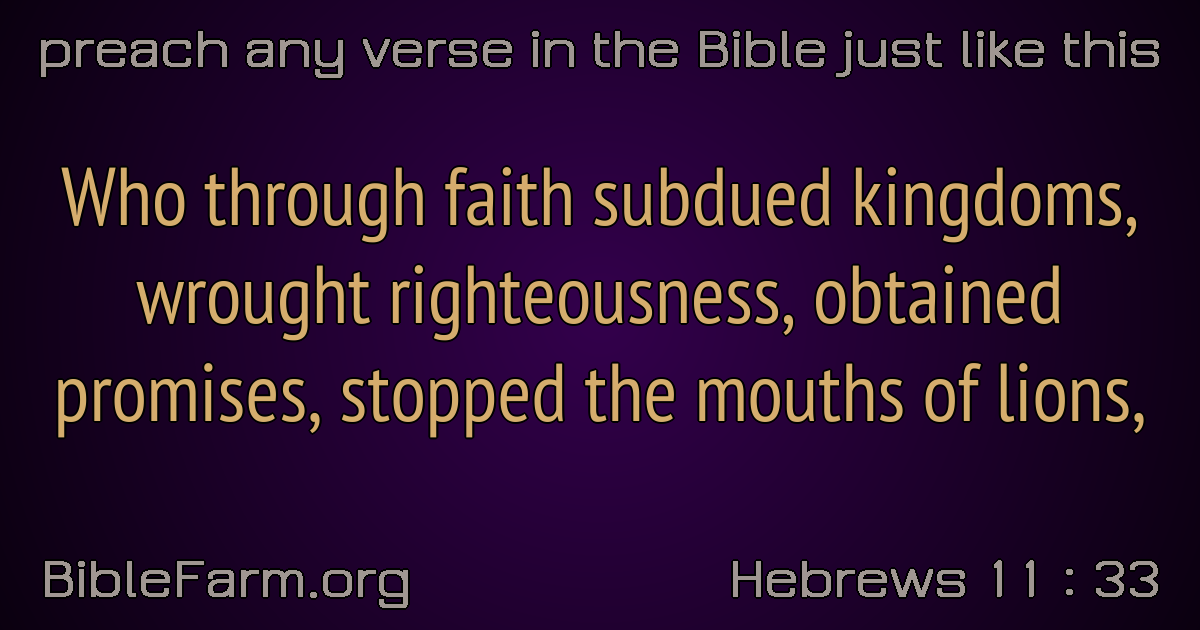 preach any verse in the Bible just like this
Who through faith subdued kingdoms,
wrought righteousness, obtained
promises, stopped the mouths of lions,
BibleFarm.org
Hebrews 11 : 33